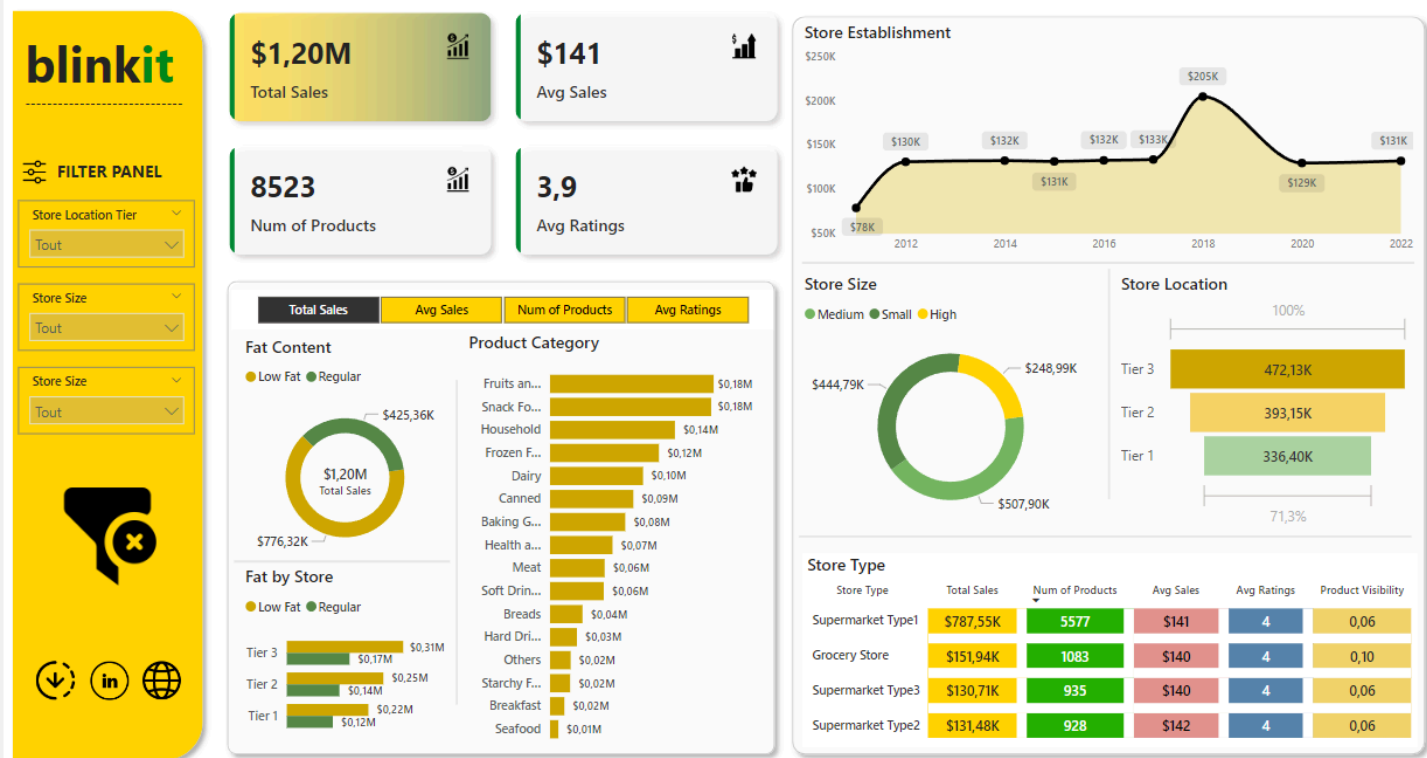 blinkit
FILTER PANEL
Store Location Tier
Tout
Store Size
Tout
Store Size
Tout
in
$1,20M
Total Sales
$141
Avg Sales
8523
Num of Products
3,9
Avg Ratings
Total Sales Avg Sales Num of Products Avg Ratings
Fat Content
Low Fat Regular
$425,36K
$1,20M
Total Sales
$776,32K
Fat by Store
Low Fat Regular
Tier 3 $0,31M
$0,17M
Tier 2 $0,25M
$0,14M
Tier 1 $0,22M
$0,12M
Product Category
Fruits an... $0,18M
Snack Fo... $0,18M
Household $0,14M
Frozen F... $0,12M
Dairy $0,10M
Canned $0,09M
Baking G... $0,08M
Health a... $0,07M
Meat $0,06M
Soft Drin... $0,06M
Breads $0,04M
Hard Dri... $0,03M
Others $0,02M
Starchy F... $0,02M
Breakfast $0,02M
Seafood $0,01M
Store Establishment
$250K
$205K
$200K
$150K
$130K $132K $132K $133K $131K
$131K $129K
$100K
$50K $78K
2012 2014 2016 2018 2020 2022
Store Size
Medium Small High
$248,99K
$444,79K
$507,90K
Store Location
100%
Tier 3 472,13K
Tier 2 393,15K
Tier 1 336,40K
71,3%
Store Type
Store Type Total Sales Num of Products Avg Sales Avg Ratings Product Visibility
Supermarket Type1 $787,55K 5577 $141 4 0,06
Grocery Store $151,94K 1083 $140 4 0,10
Supermarket Type3 $130,71K 935 $140 4 0,06
Supermarket Type2 $131,48K 928 $142 4 0,06